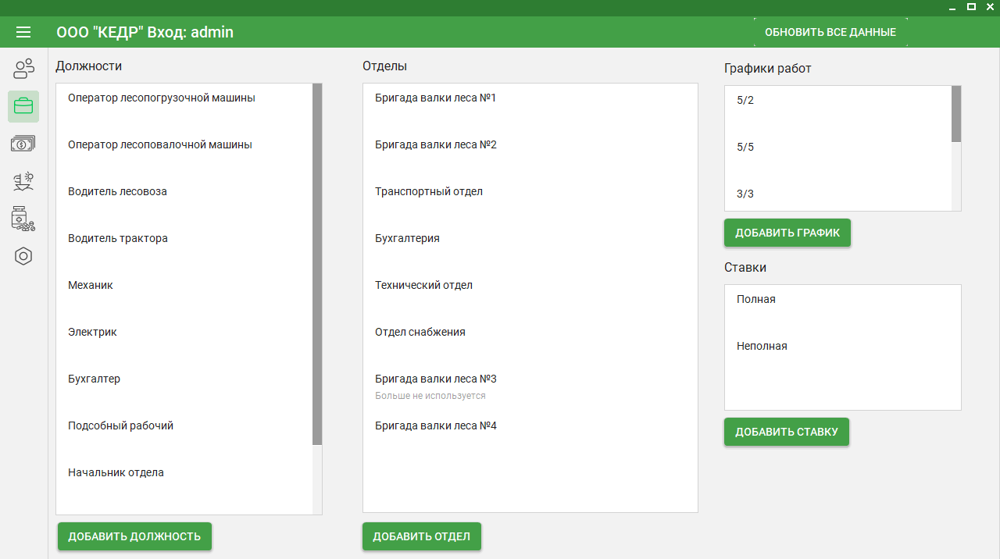 ООО "КЕДР" Вход: admin
ОБНОВИТЬ ВСЕ ДАННЫЕ
Должности
Оператор лесопогрузочной машины
Оператор лесоповалочной машины
Водитель лесовоза
Водитель трактора
Механик
Электрик
Бухгалтер
Подсобный рабочий
Начальник отдела
ДОБАВИТЬ ДОЛЖНОСТЬ
Отделы
Бригада валки леса №1
Бригада валки леса №2
Транспортный отдел
Бухгалтерия
Технический отдел
Отдел снабжения
Бригада валки леса №3
Больше не используется
Бригада валки леса №4
ДОБАВИТЬ ОТДЕЛ
Графики работ
5/2
5/5
3/3
ДОБАВИТЬ ГРАФИК
Ставки
Полная
Неполная
ДОБАВИТЬ СТАВКУ